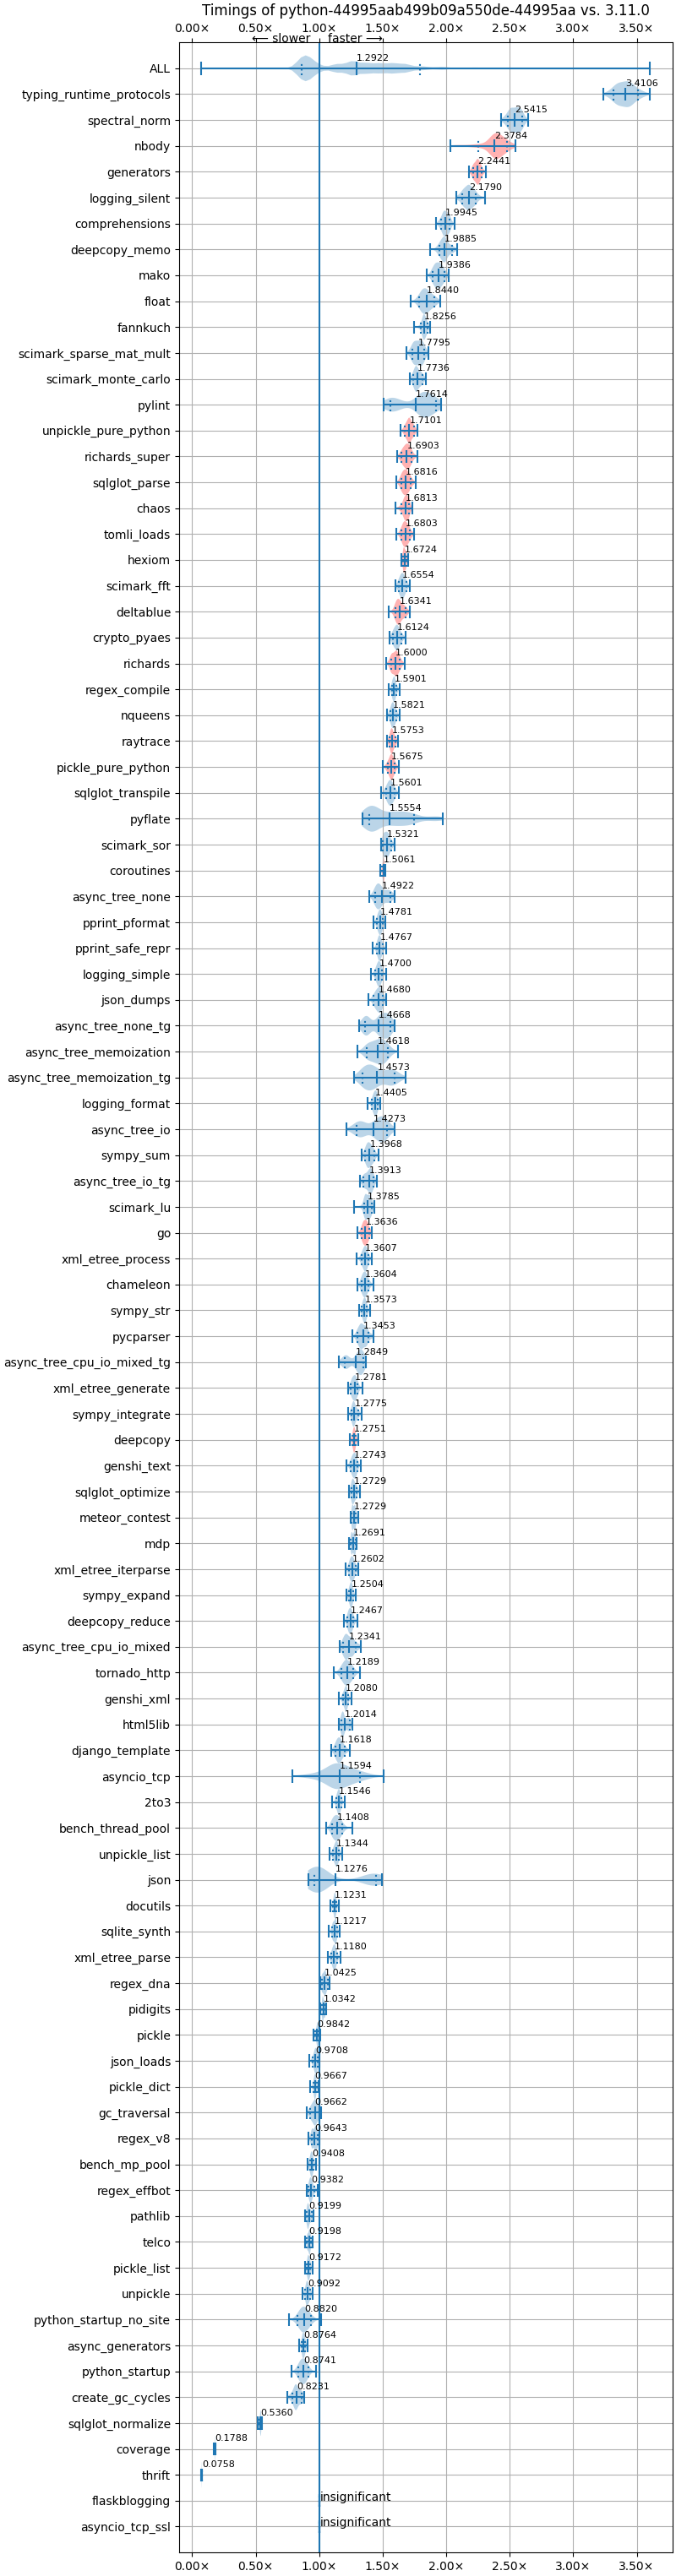 Timings of python-44995aab499b09a550de-44995aa vs. 3.11.0
0.00× 0.50× 1.00× 1.50× 2.00× 2.50× 3.00× 3.50×
⟵ slower faster ⟶
ALL 1.2922
typing_runtime_protocols 3.4106
spectral_norm 2.5415
nbody 2.3784
generators 2.2441
logging_silent 2.1790
comprehensions 1.9945
deepcopy_memo 1.9885
mako 1.9386
float 1.8440
fannkuch 1.8256
scimark_sparse_mat_mult 1.7795
scimark_monte_carlo 1.7736
pylint 1.7614
unpickle_pure_python 1.7101
richards_super 1.6903
sqlglot_parse 1.6816
chaos 1.6813
tomli_loads 1.6803
hexiom 1.6724
scimark_fft 1.6554
deltablue 1.6341
crypto_pyaes 1.6124
richards 1.6000
regex_compile 1.5901
nqueens 1.5821
raytrace 1.5753
pickle_pure_python 1.5675
sqlglot_transpile 1.5601
pyflate 1.5554
scimark_sor 1.5321
coroutines 1.5061
async_tree_none 1.4922
pprint_pformat 1.4781
pprint_safe_repr 1.4767
logging_simple 1.4700
json_dumps 1.4680
async_tree_none_tg 1.4668
async_tree_memoization 1.4618
async_tree_memoization_tg 1.4573
logging_format 1.4405
async_tree_io 1.4273
sympy_sum 1.3968
async_tree_io_tg 1.3913
scimark_lu 1.3785
go 1.3636
xml_etree_process 1.3607
chameleon 1.3604
sympy_str 1.3573
pycparser 1.3453
async_tree_cpu_io_mixed_tg 1.2849
xml_etree_generate 1.2781
sympy_integrate 1.2775
deepcopy 1.2751
genshi_text 1.2743
sqlglot_optimize 1.2729
meteor_contest 1.2729
mdp 1.2691
xml_etree_iterparse 1.2602
sympy_expand 1.2504
deepcopy_reduce 1.2467
async_tree_cpu_io_mixed 1.2341
tornado_http 1.2189
genshi_xml 1.2080
html5lib 1.2014
django_template 1.1618
asyncio_tcp 1.1594
2to3 1.1546
bench_thread_pool 1.1408
unpickle_list 1.1344
json 1.1276
docutils 1.1231
sqlite_synth 1.1217
xml_etree_parse 1.1180
regex_dna 1.0425
pidigits 1.0342
pickle 0.9842
json_loads 0.9708
pickle_dict 0.9667
gc_traversal 0.9662
regex_v8 0.9643
bench_mp_pool 0.9408
regex_effbot 0.9382
pathlib 0.9199
telco 0.9198
pickle_list 0.9172
unpickle 0.9092
python_startup_no_site 0.8820
async_generators 0.8764
python_startup 0.8741
create_gc_cycles 0.8231
sqlglot_normalize 0.5360
coverage 0.1788
thrift 0.0758
flaskblogging insignificant
asyncio_tcp_ssl insignificant
0.00× 0.50× 1.00× 1.50× 2.00× 2.50× 3.00× 3.50×